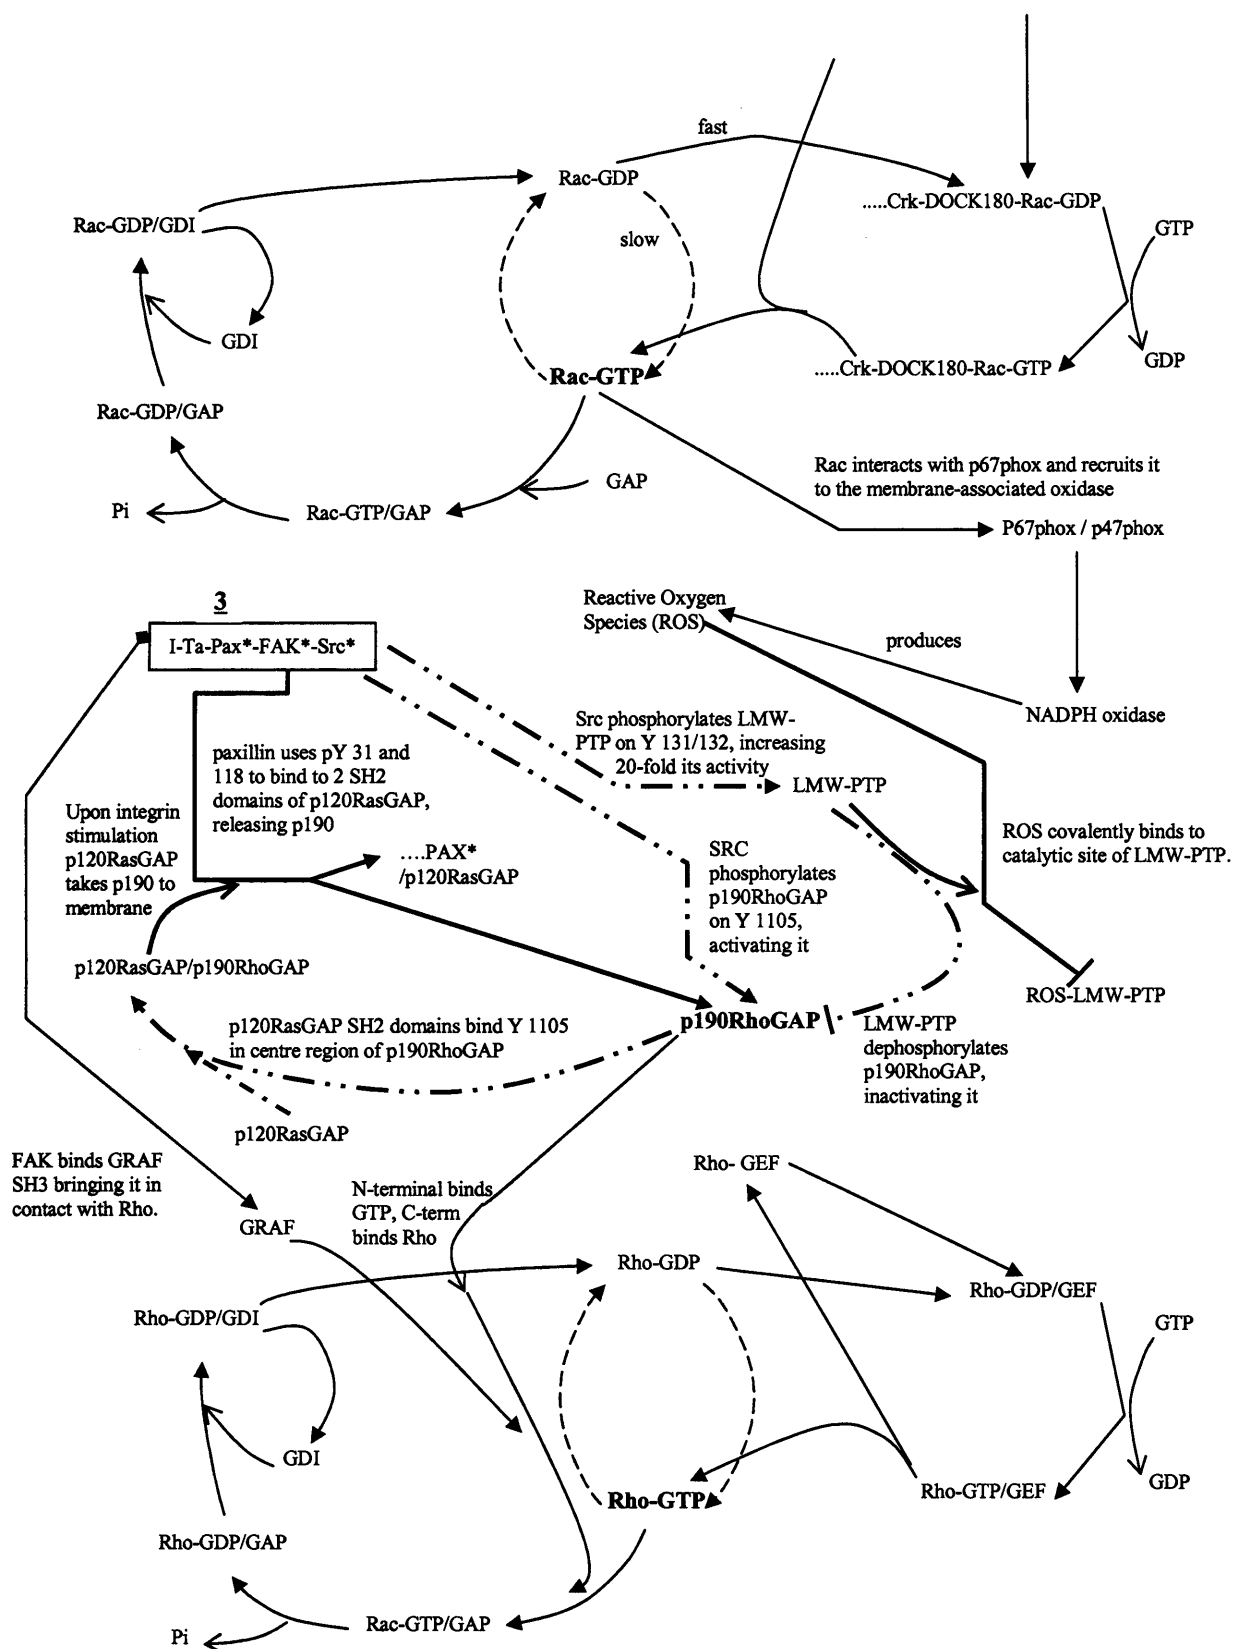 fast
Rac-GDP
.....Crk-DOCK180-Rac-GDP
Rac-GDP/GDI
slow
GTP
GDI
GDP
Rac-GTP
.....Crk-DOCK180-Rac-GTP
Rac-GDP/GAP
Rac interacts with p67phox and recruits it
to the membrane-associated oxidase
GAP
Pi
Rac-GTP/GAP
P67phox / p47phox
3
I-Ta-Pax*-FAK*-Src*
Reactive Oxygen
Species (ROS)
produces
NADPH oxidase
Src phosphorylates LMW-
PTP on Y 131/132, increasing
20-fold its activity
LMW-PTP
paxillin uses pY 31 and
118 to bind to 2 SH2
domains of p120RasGAP,
releasing p190
Upon integrin
stimulation
p120RasGAP
takes p190 to
membrane
....PAX*
/p120RasGAP
SRC
phosphorylates
p190RhoGAP
on Y 1105,
activating it
ROS covalently binds to
catalytic site of LMW-PTP.
p120RasGAP/p190RhoGAP
ROS-LMW-PTP
p190RhoGAP
p120RasGAP SH2 domains bind Y 1105
in centre region of p190RhoGAP
LMW-PTP
dephosphorylates
p190RhoGAP,
inactivating it
p120RasGAP
FAK binds GRAF
SH3 bringing it in
contact with Rho.
GRAF
N-terminal binds
GTP, C-term
binds Rho
Rho- GEF
Rho-GDP
Rho-GDP/GEF
Rho-GDP/GDI
GTP
GDI
GDP
Rho-GTP
Rho-GTP/GEF
Rho-GDP/GAP
Rac-GTP/GAP
Pi